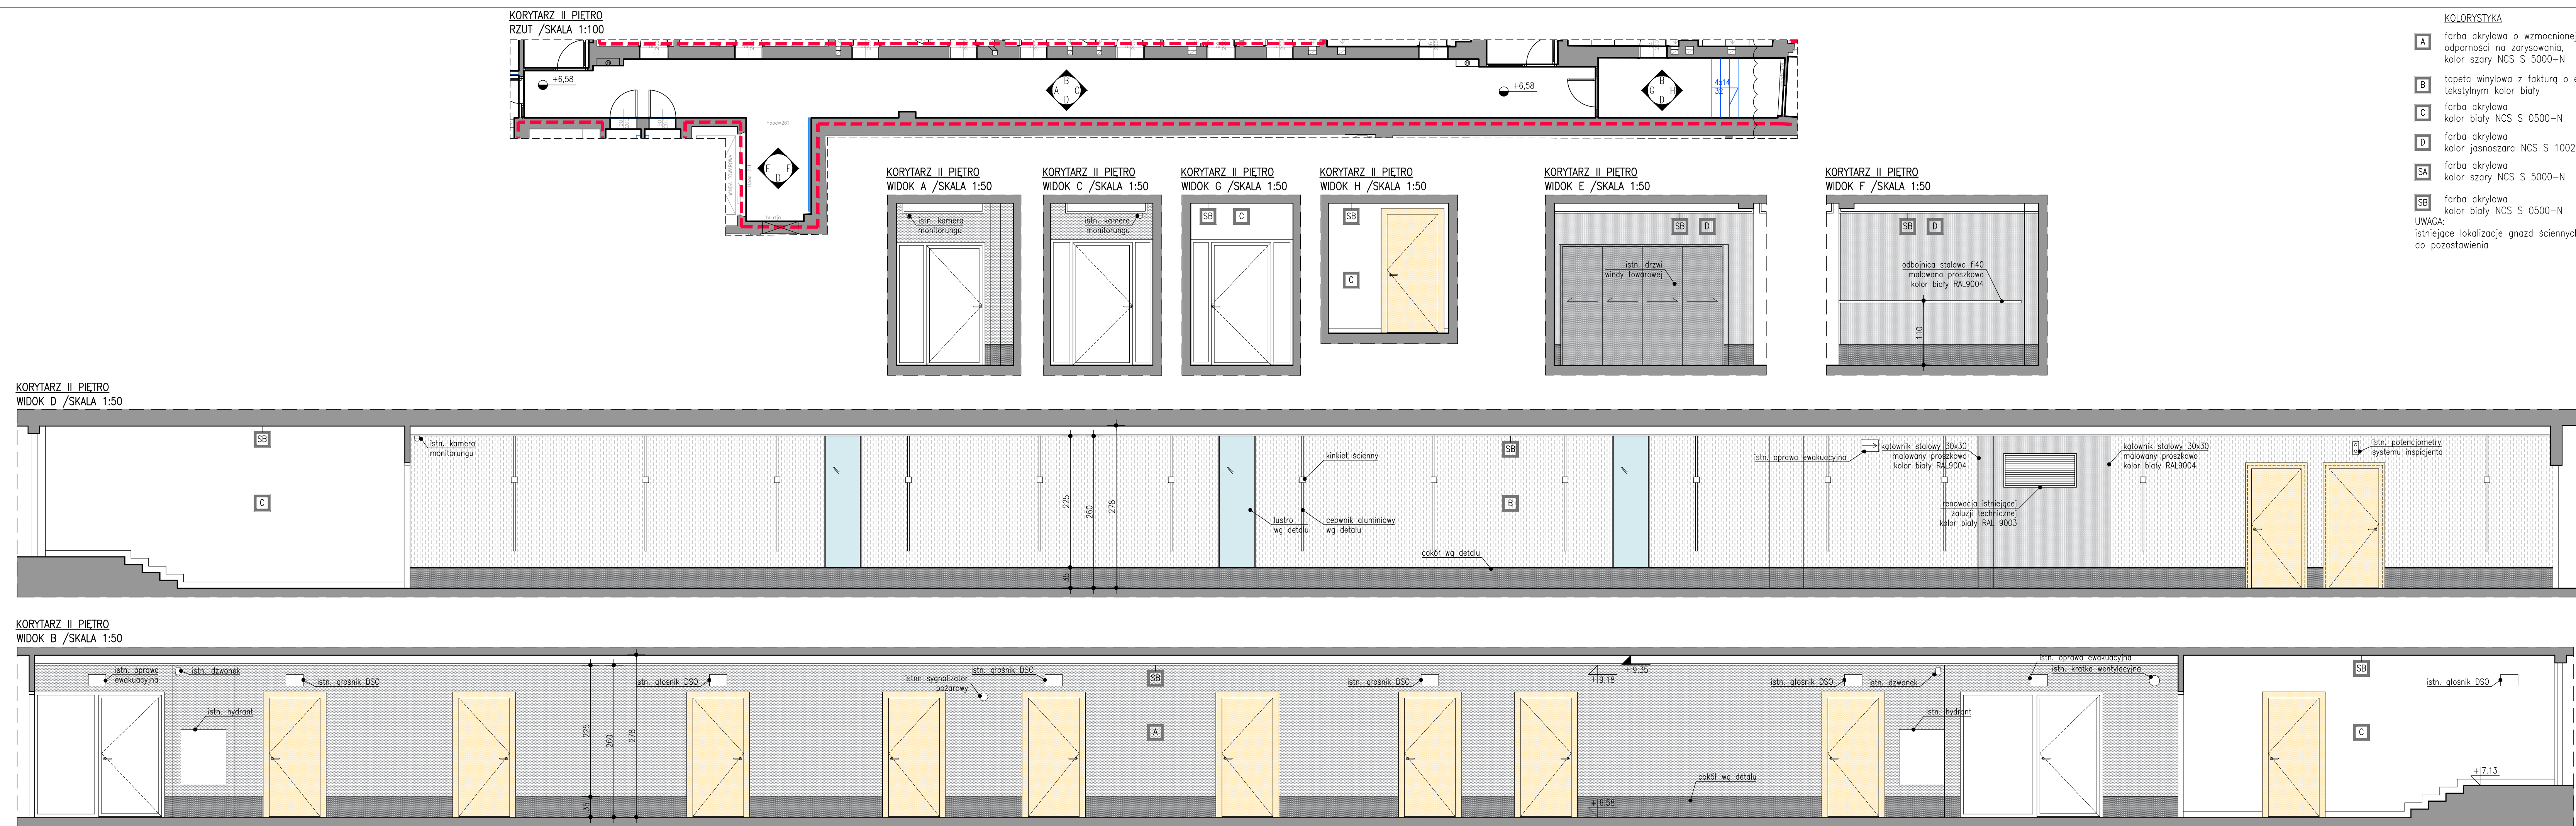 KORYTARZ II PIĘTRO
RZUT /SKALA 1:100
+6,58
B
A C
D
+6,58
B
G H
D
4x14
32
hpod=261
E F
D
WINDA TOWAROWA
żaluzja
KOLORYSTYKA
A
farba akrylowa o wzmocnionej
odporności na zarysowania,
kolor szary NCS S 5000-N
B
tapeta winylowa z fakturą o
tekstylnym kolor biały
C
farba akrylowa
kolor biały NCS S 0500-N
D
farba akrylowa
kolor jasnoszara NCS S 1002
SA
farba akrylowa
kolor szary NCS S 5000-N
SB
farba akrylowa
kolor biały NCS S 0500-N
UWAGA:
istniejące lokalizacje gnazd ściennych
do pozostawienia
KORYTARZ II PIĘTRO
WIDOK A /SKALA 1:50
istn. kamera
monitorungu
KORYTARZ II PIĘTRO
WIDOK C /SKALA 1:50
istn. kamera
monitorungu
KORYTARZ II PIĘTRO
WIDOK G /SKALA 1:50
SB C
KORYTARZ II PIĘTRO
WIDOK H /SKALA 1:50
SB
C
KORYTARZ II PIĘTRO
WIDOK E /SKALA 1:50
SB D
istn. drzwi
windy towarowej
KORYTARZ II PIĘTRO
WIDOK F /SKALA 1:50
SB D
odbojnica stalowa fi40
malowana proszkowo
kolor biały RAL9004
110
KORYTARZ II PIĘTRO
WIDOK D /SKALA 1:50
SB
C
istn. kamera
monitorungu
225
260
278
35
kinkiet ścienny
lustro
wg detalu
ceownik aluminiowy
wg detalu
SB
B
cokół wg detalu
istn. oprawa ewakuacyjna
kątownik stalowy 30x30
malowany proszkowo
kolor biały RAL9004
renowacja istniejącej
żaluzji technicznej
kolor biały RAL 9003
kątownik stalowy 30x30
malowany proszkowo
kolor biały RAL9004
istn. potencjometry
systemu inspicjenta
KORYTARZ II PIĘTRO
WIDOK B /SKALA 1:50
istn. oprawa
ewakuacyjna
istn. dzwonek
istn. hydrant
istn. głośnik DSO
225
260
278
35
istn. głośnik DSO
istnn sygnalizator
pożarowy
istn. głośnik DSO
SB
A
istn. głośnik DSO
+9.18
+9.35
+6.58
cokół wg detalu
istn. głośnik DSO
istn. dzwonek
istn. hydrant
istn. oprawa ewakuacyjna
istn. kratka wentylacyjna
SB
C
istn. głośnik DSO
+7.13